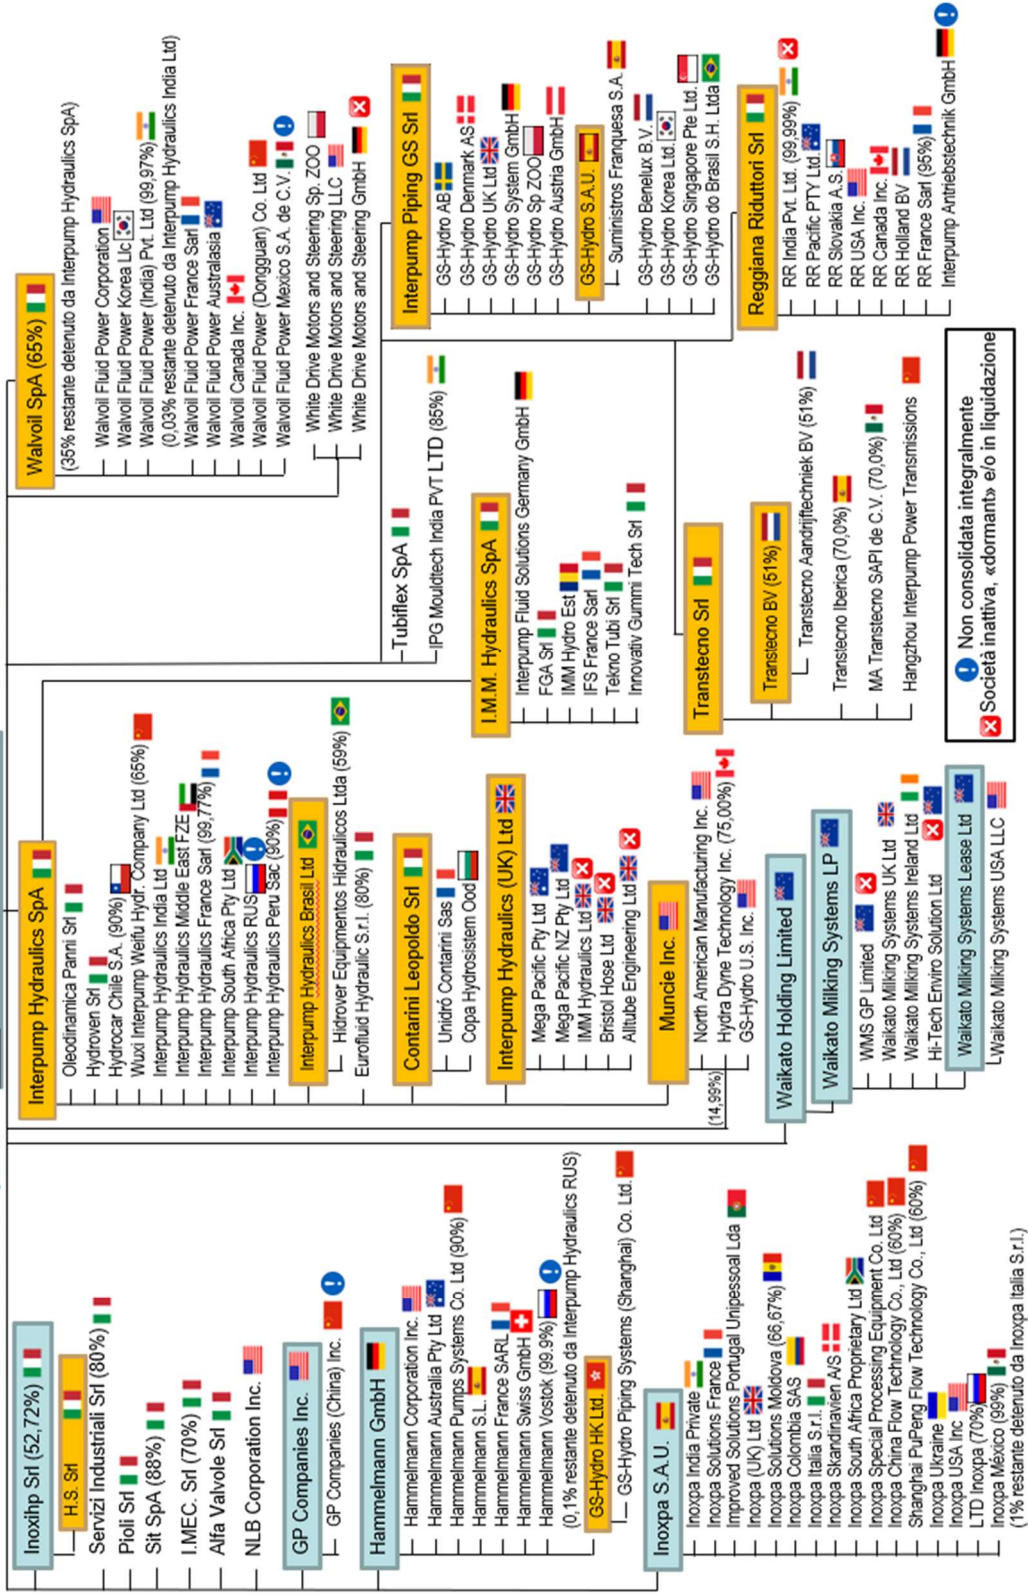 Inoxihp Srl (52,72%)
H.S. Srl
Servizi Industriali Srl (80%)
Pioli Srl
Sit SpA (88%)
I.MEC. Srl (70%)
Alfa Valvole Srl
NLB Corporation Inc.
GP Companies Inc.
GP Companies (China) Inc.
Hammelmann GmbH
Hammelmann Corporation Inc.
Hammelmann Australia Pty Ltd
Hammelmann Pumps Systems Co. Ltd (90%)
Hammelmann S.L.
Hammelmann France SARL
Hammelmann Swiss GmbH
Hammelmann Vostok (99.9%)
(0,1% restante detenuto da Interpump Hydraulics RUS)
GS-Hydro HK Ltd.
GS-Hydro Piping Systems (Shanghai) Co. Ltd.
Inoxpa S.A.U.
Inoxpa India Private
Inoxpa Solutions France
Improved Solutions Portugal Unipessoal Lda
Inoxpa (UK) Ltd
Inoxpa Solutions Moldova (66,67%)
Inoxpa Colombia SAS
Inoxpa Italia S.r.l.
Inoxpa Skandinavien A/S
Inoxpa South Africa Proprietary Ltd
Inoxpa Special Processing Equipment Co. Ltd
Inoxpa China Flow Technology Co., Ltd (60%)
Shanghai PuPeng Flow Technology Co., Ltd (60%)
Inoxpa Ukraine
Inoxpa USA Inc
LTD Inoxpa (70%)
Inoxpa México (99%)
(1% restante detenuto da Inoxpa Italia S.r.l.)
Interpump Hydraulics SpA
Oleodinamica Panni Srl
Hydroven Srl
Hydrocar Chile S.A. (90%)
Wuxi Interpump Weifu Hydr. Company Ltd (65%)
Interpump Hydraulics India Ltd
Interpump Hydraulics Middle East FZE
Interpump Hydraulics France Sarl (99,77%)
Interpump South Africa Pty Ltd
Interpump Hydraulics RUS
Interpump Hydraulics Peru Sac (90%)
Interpump Hydraulics Brasil Ltd
Hidrover Equipmentos Hidraulicos Ltda (59%)
Eurofluid Hydraulic S.r.l. (80%)
Contarini Leopoldo Srl
Unidró Contarini Sas
Copa Hydrosistem Ood
Interpump Hydraulics (UK) Ltd
Mega Pacific Pty Ltd
Mega Pacific NZ Pty Ltd
IMM Hydraulics Ltd
Bristol Hose Ltd
Alltube Engineering Ltd
Muncie Inc.
North American Manufacturing Inc.
Hydra Dyne Technology Inc. (75,00%)
GS-Hydro U.S. Inc.
(14,99%)
Waikato Holding Limited
Waikato Milking Systems LP
WMS GP Limited
Waikato Milking Systems UK Ltd
Waikato Milking Systems Ireland Ltd
Hi-Tech Enviro Solution Ltd
Waikato Milking Systems Lease Ltd
Waikato Milking Systems USA LLC
Walvoil SpA (65%)
(35% restante detenuto da Interpump Hydraulics SpA)
Walvoil Fluid Power Corporation
Walvoil Fluid Power Korea Llc
Walvoil Fluid Power (India) Pvt. Ltd (99,97%)
(0,03% restante detenuto da Interpump Hydraulics India Ltd)
Walvoil Fluid Power France Sarl
Walvoil Fluid Power Australasia
Walvoil Canada Inc.
Walvoil Fluid Power (Dongguan) Co. Ltd
Walvoil Fluid Power Mexico S.A. de C.V.
White Drive Motors and Steering Sp. ZOO
White Drive Motors and Steering LLC
White Drive Motors and Steering GmbH
Tubiflex SpA
IPG Mouldtech India PVT LTD (85%)
I.M.M. Hydraulics SpA
Interpump Fluid Solutions Germany GmbH
FGA Srl
IMM Hydro Est
IFS France Sarl
Tekno Tubi Srl
Innovativ Gummi Tech Srl
Transtecno Srl
Transtecno BV (51%)
Transtecno Aandrijftechniek BV (51%)
Transtecno Iberica (70,0%)
MA Transtecno SAPI de C.V. (70,0%)
Hangzhou Interpump Power Transmissions
Interpump Piping GS Srl
GS-Hydro AB
GS-Hydro Denmark AS
GS-Hydro UK Ltd
GS-Hydro System GmbH
GS-Hydro Sp ZOO
GS-Hydro Austria GmbH
GS-Hydro S.A.U.
Suministros Franquesa S.A.
GS-Hydro Benelux B.V.
GS-Hydro Korea Ltd.
GS-Hydro Singapore Pte Ltd.
GS-Hydro do Brasil S.H. Ltda
Reggiana Riduttori Srl
RR India Pvt. Ltd. (99,99%)
RR Pacific PTY Ltd.
RR Slovakia A.S.
RR USA Inc.
RR Canada Inc.
RR Holland BV
RR France Sarl (95%)
Interpump Antriebstechnik GmbH
Non consolidata integralmente
Società inattiva, «dormant» e/o in liquidazione